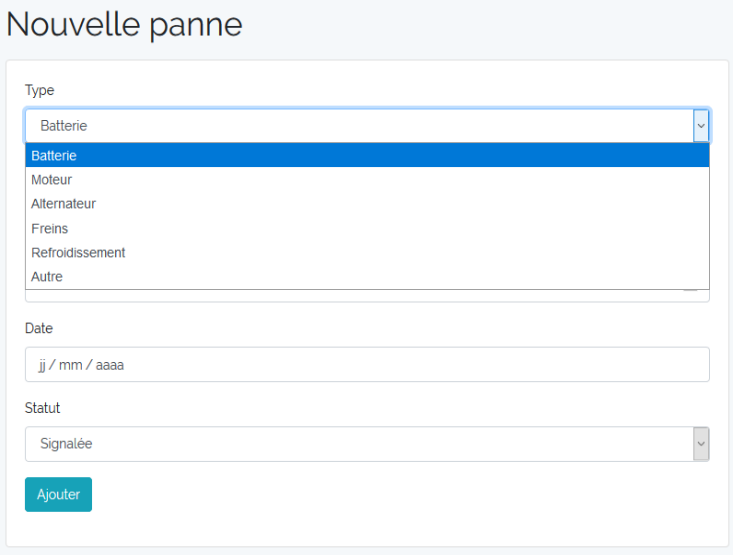 Nouvelle panne
Type
Batterie
Batterie
Moteur
Alternateur
Freins
Refroidissement
Autre
Date
jj / mm / aaaa
Statut
Signalée
Ajouter